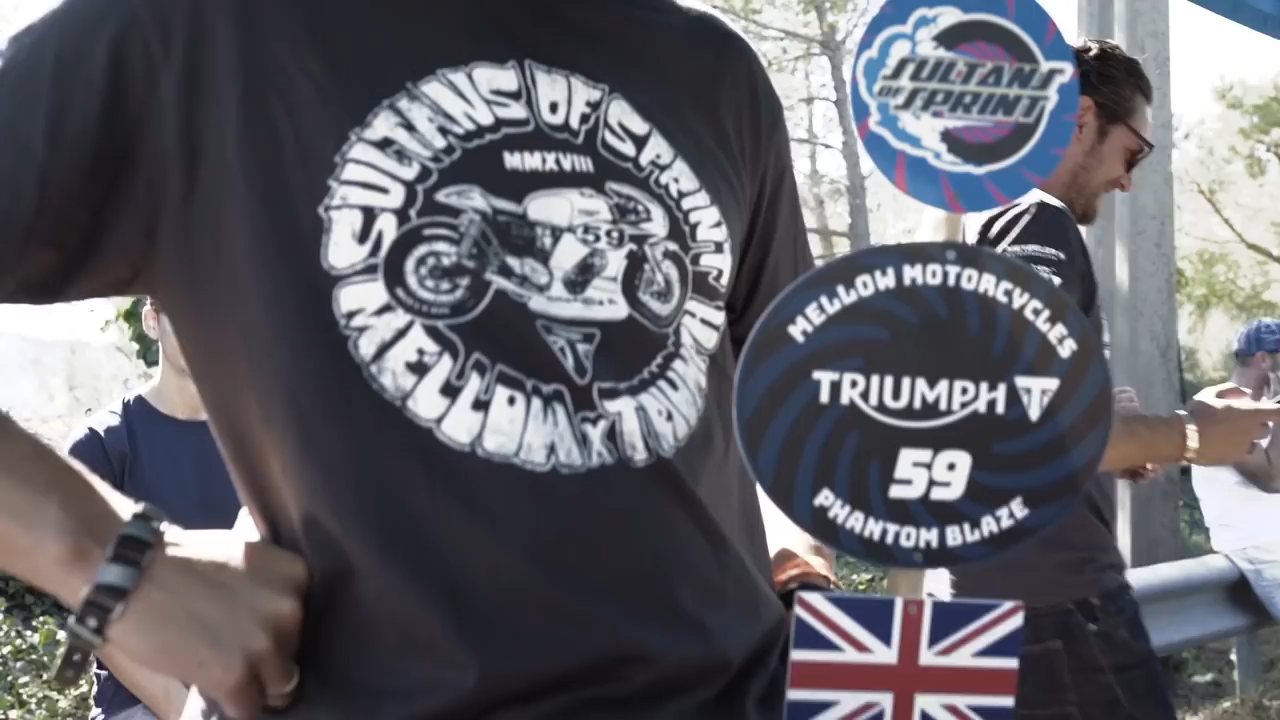 SULTANS OF SPRINT
MMXVIII
59
MELLOW X TRIUMPH
SULTANS
OF SPRINT
MELLOW MOTORCYCLES
TRIUMPH
59
PHANTOM BLAZE